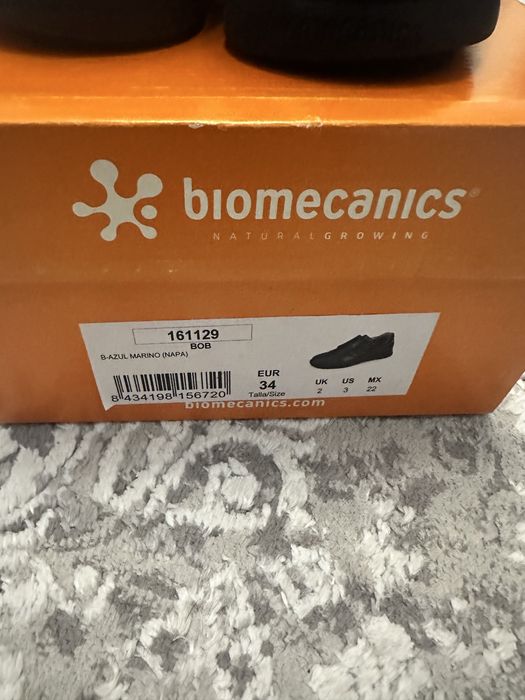 biomecanics®
NATURALGROWING
161129
BOB
B-AZUL MARINO (NAPA)
8 434198 156720
EUR
34
Talla/Size
UK US MX
2 3 22
biomecanics.com